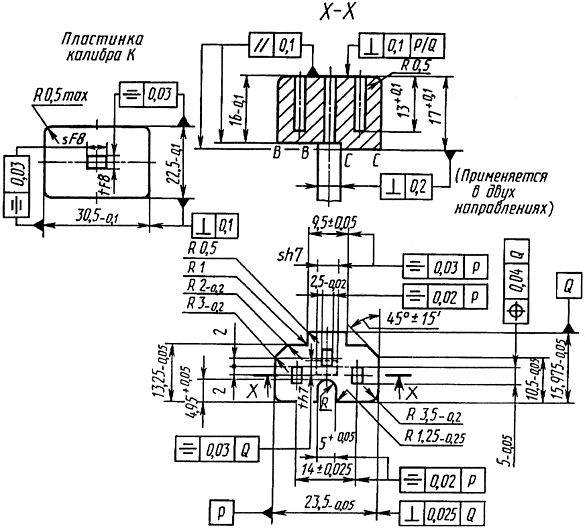 X–X
Пластинка
калибра К
// 0,1
⊥ 0,1 P/Q
R 0,5
R 0,5 max
0,03
sF8
tF8
0,03
22,5-0,1
30,5-0,1
⊥ 0,1
16-0,1
13+0,1
17+0,1
B B C C
⊥ 0,2
(Применяется
в двух
направлениях)
9,5±0,05
sh7
0,03 P
2,5-0,02
0,02 P
0,04 Q
Q
R 0,5
R 1
R 2-0,2
R 3-0,2
45°±15'
2
2
13,25-0,05
4,95+0,05
X X
th7
R
10,5-0,05
15,975-0,05
R 3,5-0,2
R 1,25-0,25
5-0,05
0,03 Q
5+0,05
14±0,025
0,02 P
P
23,5-0,05
⊥ 0,025 Q